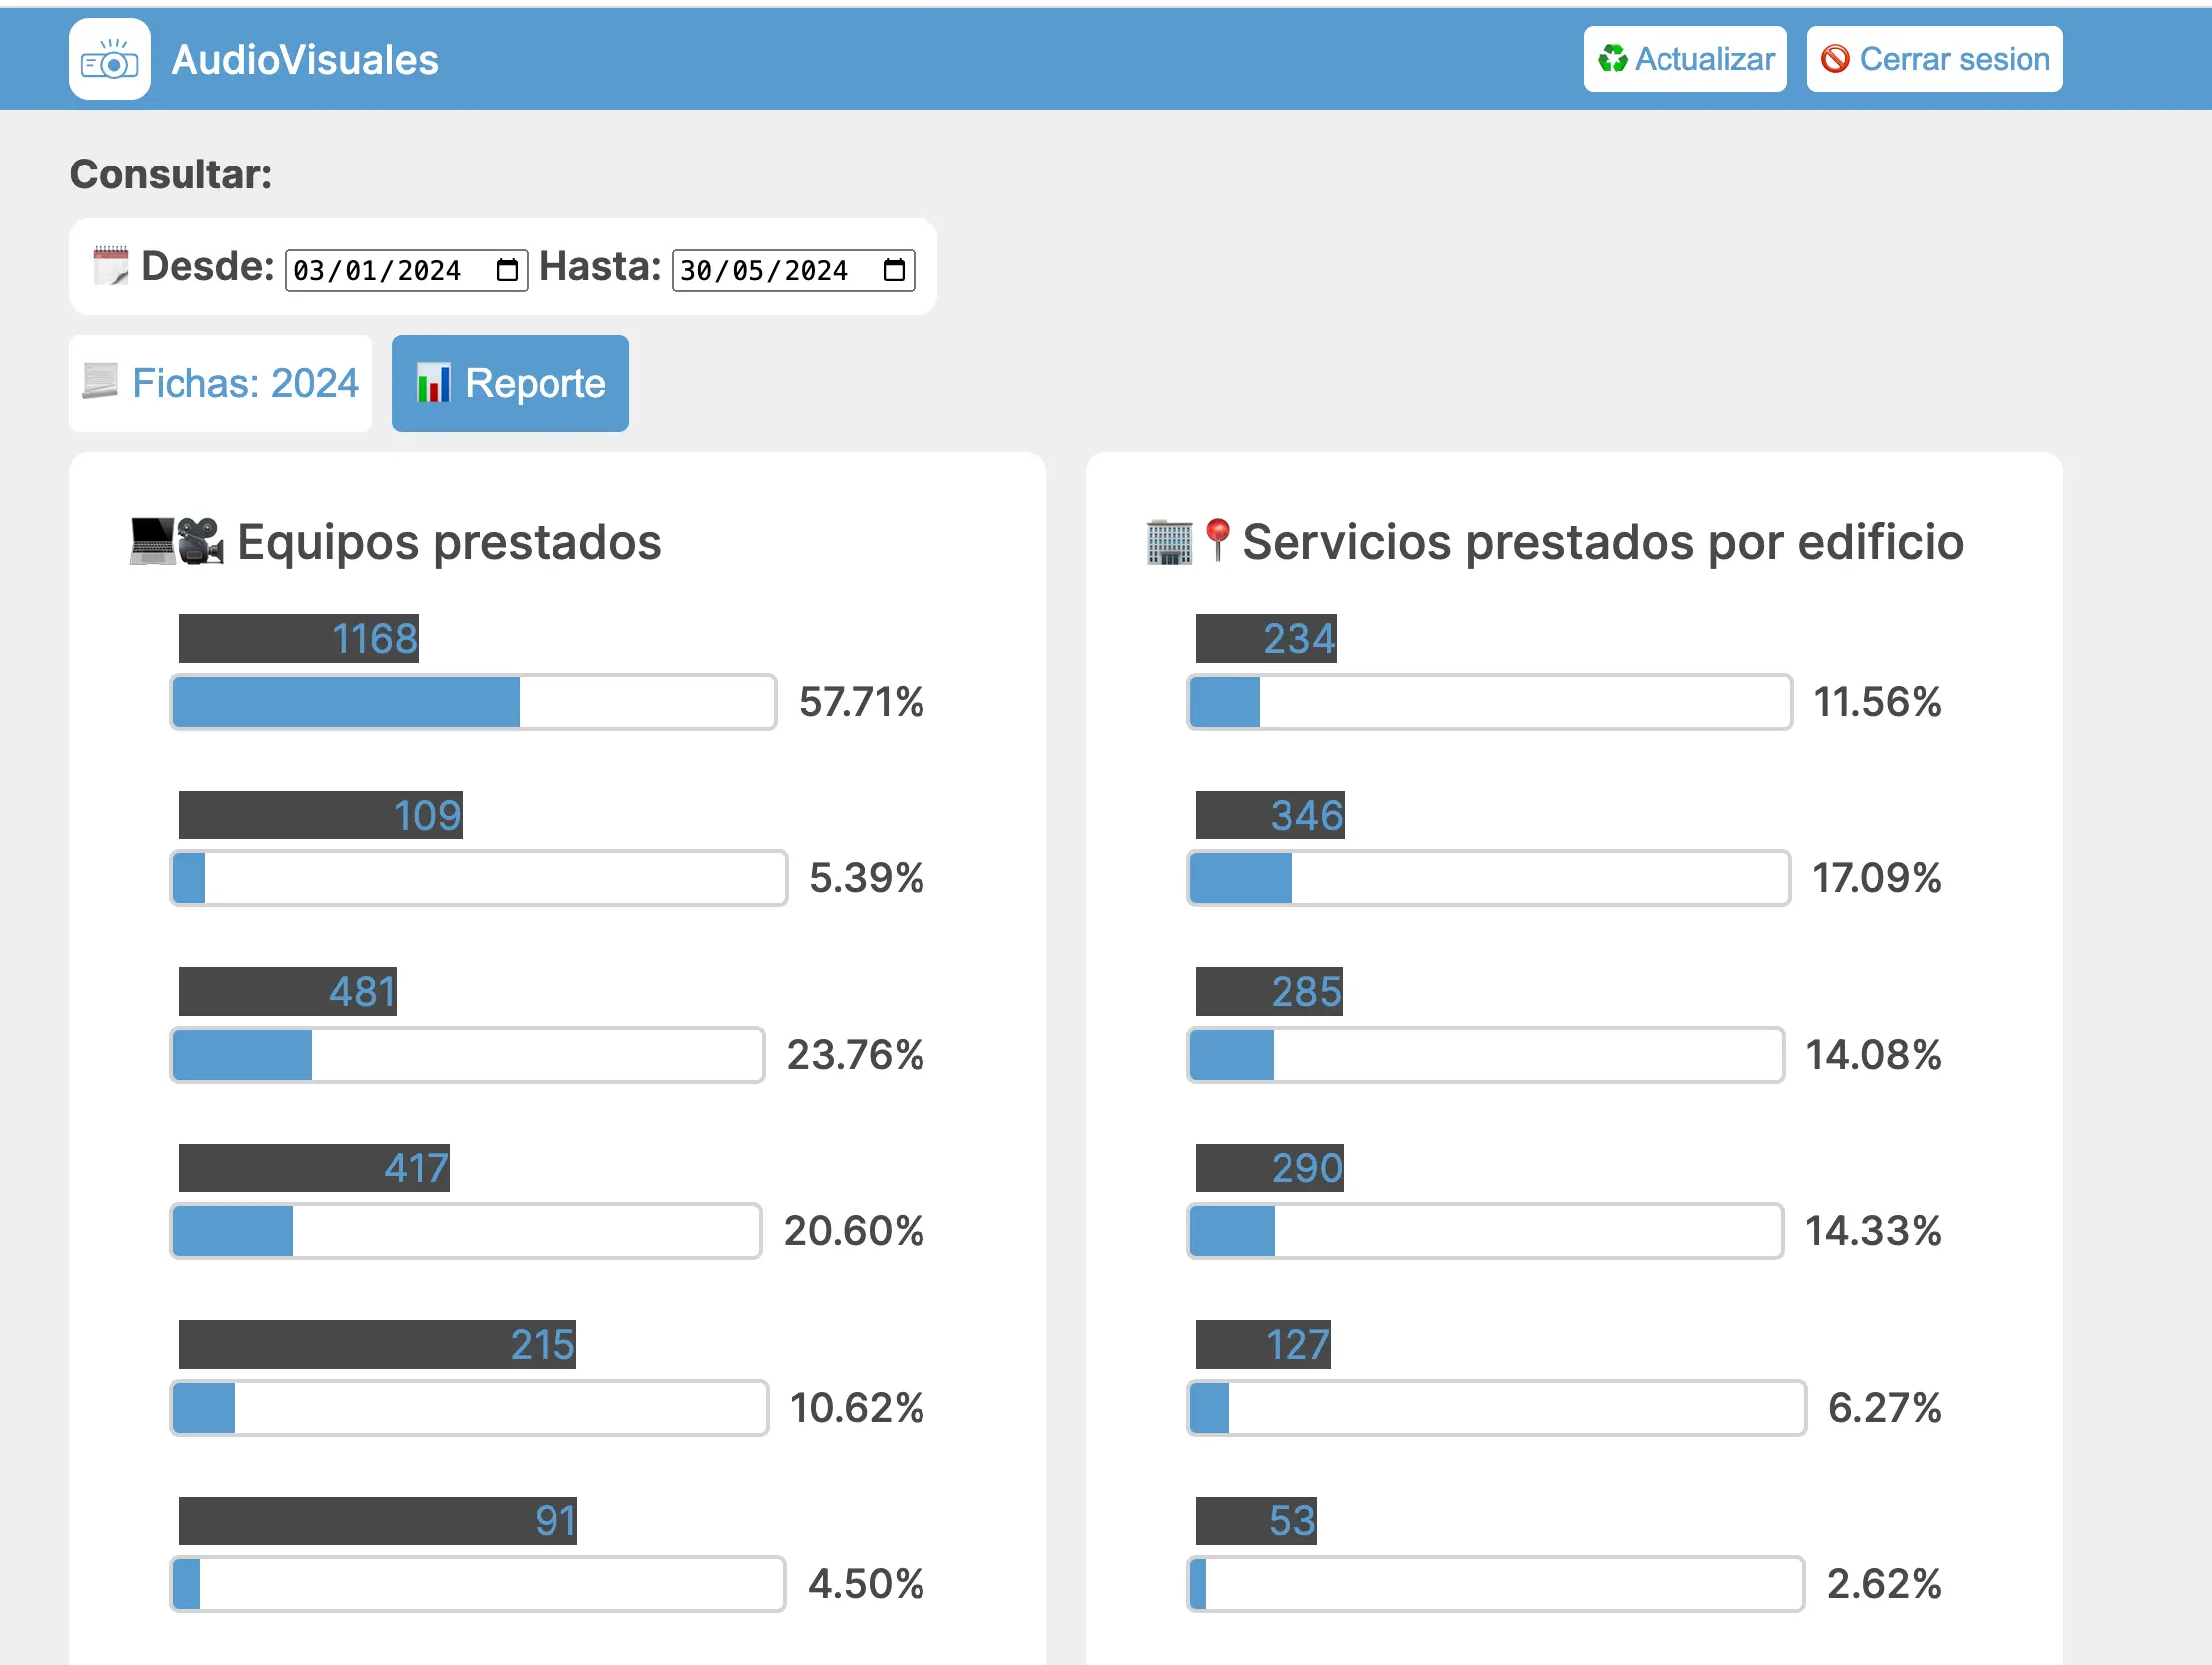 AudioVisuales
Actualizar
Cerrar sesion
Consultar:
Desde: 03/01/2024 Hasta: 30/05/2024
Fichas: 2024
Reporte
Equipos prestados
1168
57.71%
109
5.39%
481
23.76%
417
20.60%
215
10.62%
91
4.50%
Servicios prestados por edificio
234
11.56%
346
17.09%
285
14.08%
290
14.33%
127
6.27%
53
2.62%